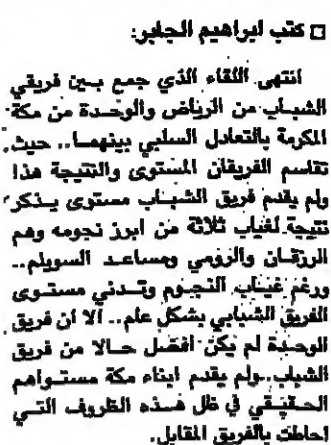 □ كتب ابراهيم الجابر:
انتهى اللقاء الذي جمع بين فريقي
الشباب من الرياض والوحدة من مكة
المكرمة بالتعادل السلبي بينهما.. حيث
تقاسم الفريقان المستوى والنتيجة هذا
ولم يقدم فريق الشباب مستوى يذكر
نتيجة لغياب ثلاثة من ابرز نجومه وهم
الرزقان والرومي ومساعد السويلم..
ورغم غياب النجوم وتدني مستوى
الفريق الشبابي بشكل عام.. الا ان فريق
الوحدة لم يكن افضل حالا من فريق
الشباب..ولم يقدم ابناء مكة مستواهم
الحقيقي في ظل هذه الظروف التي
احاطت بالفريق المقابل.